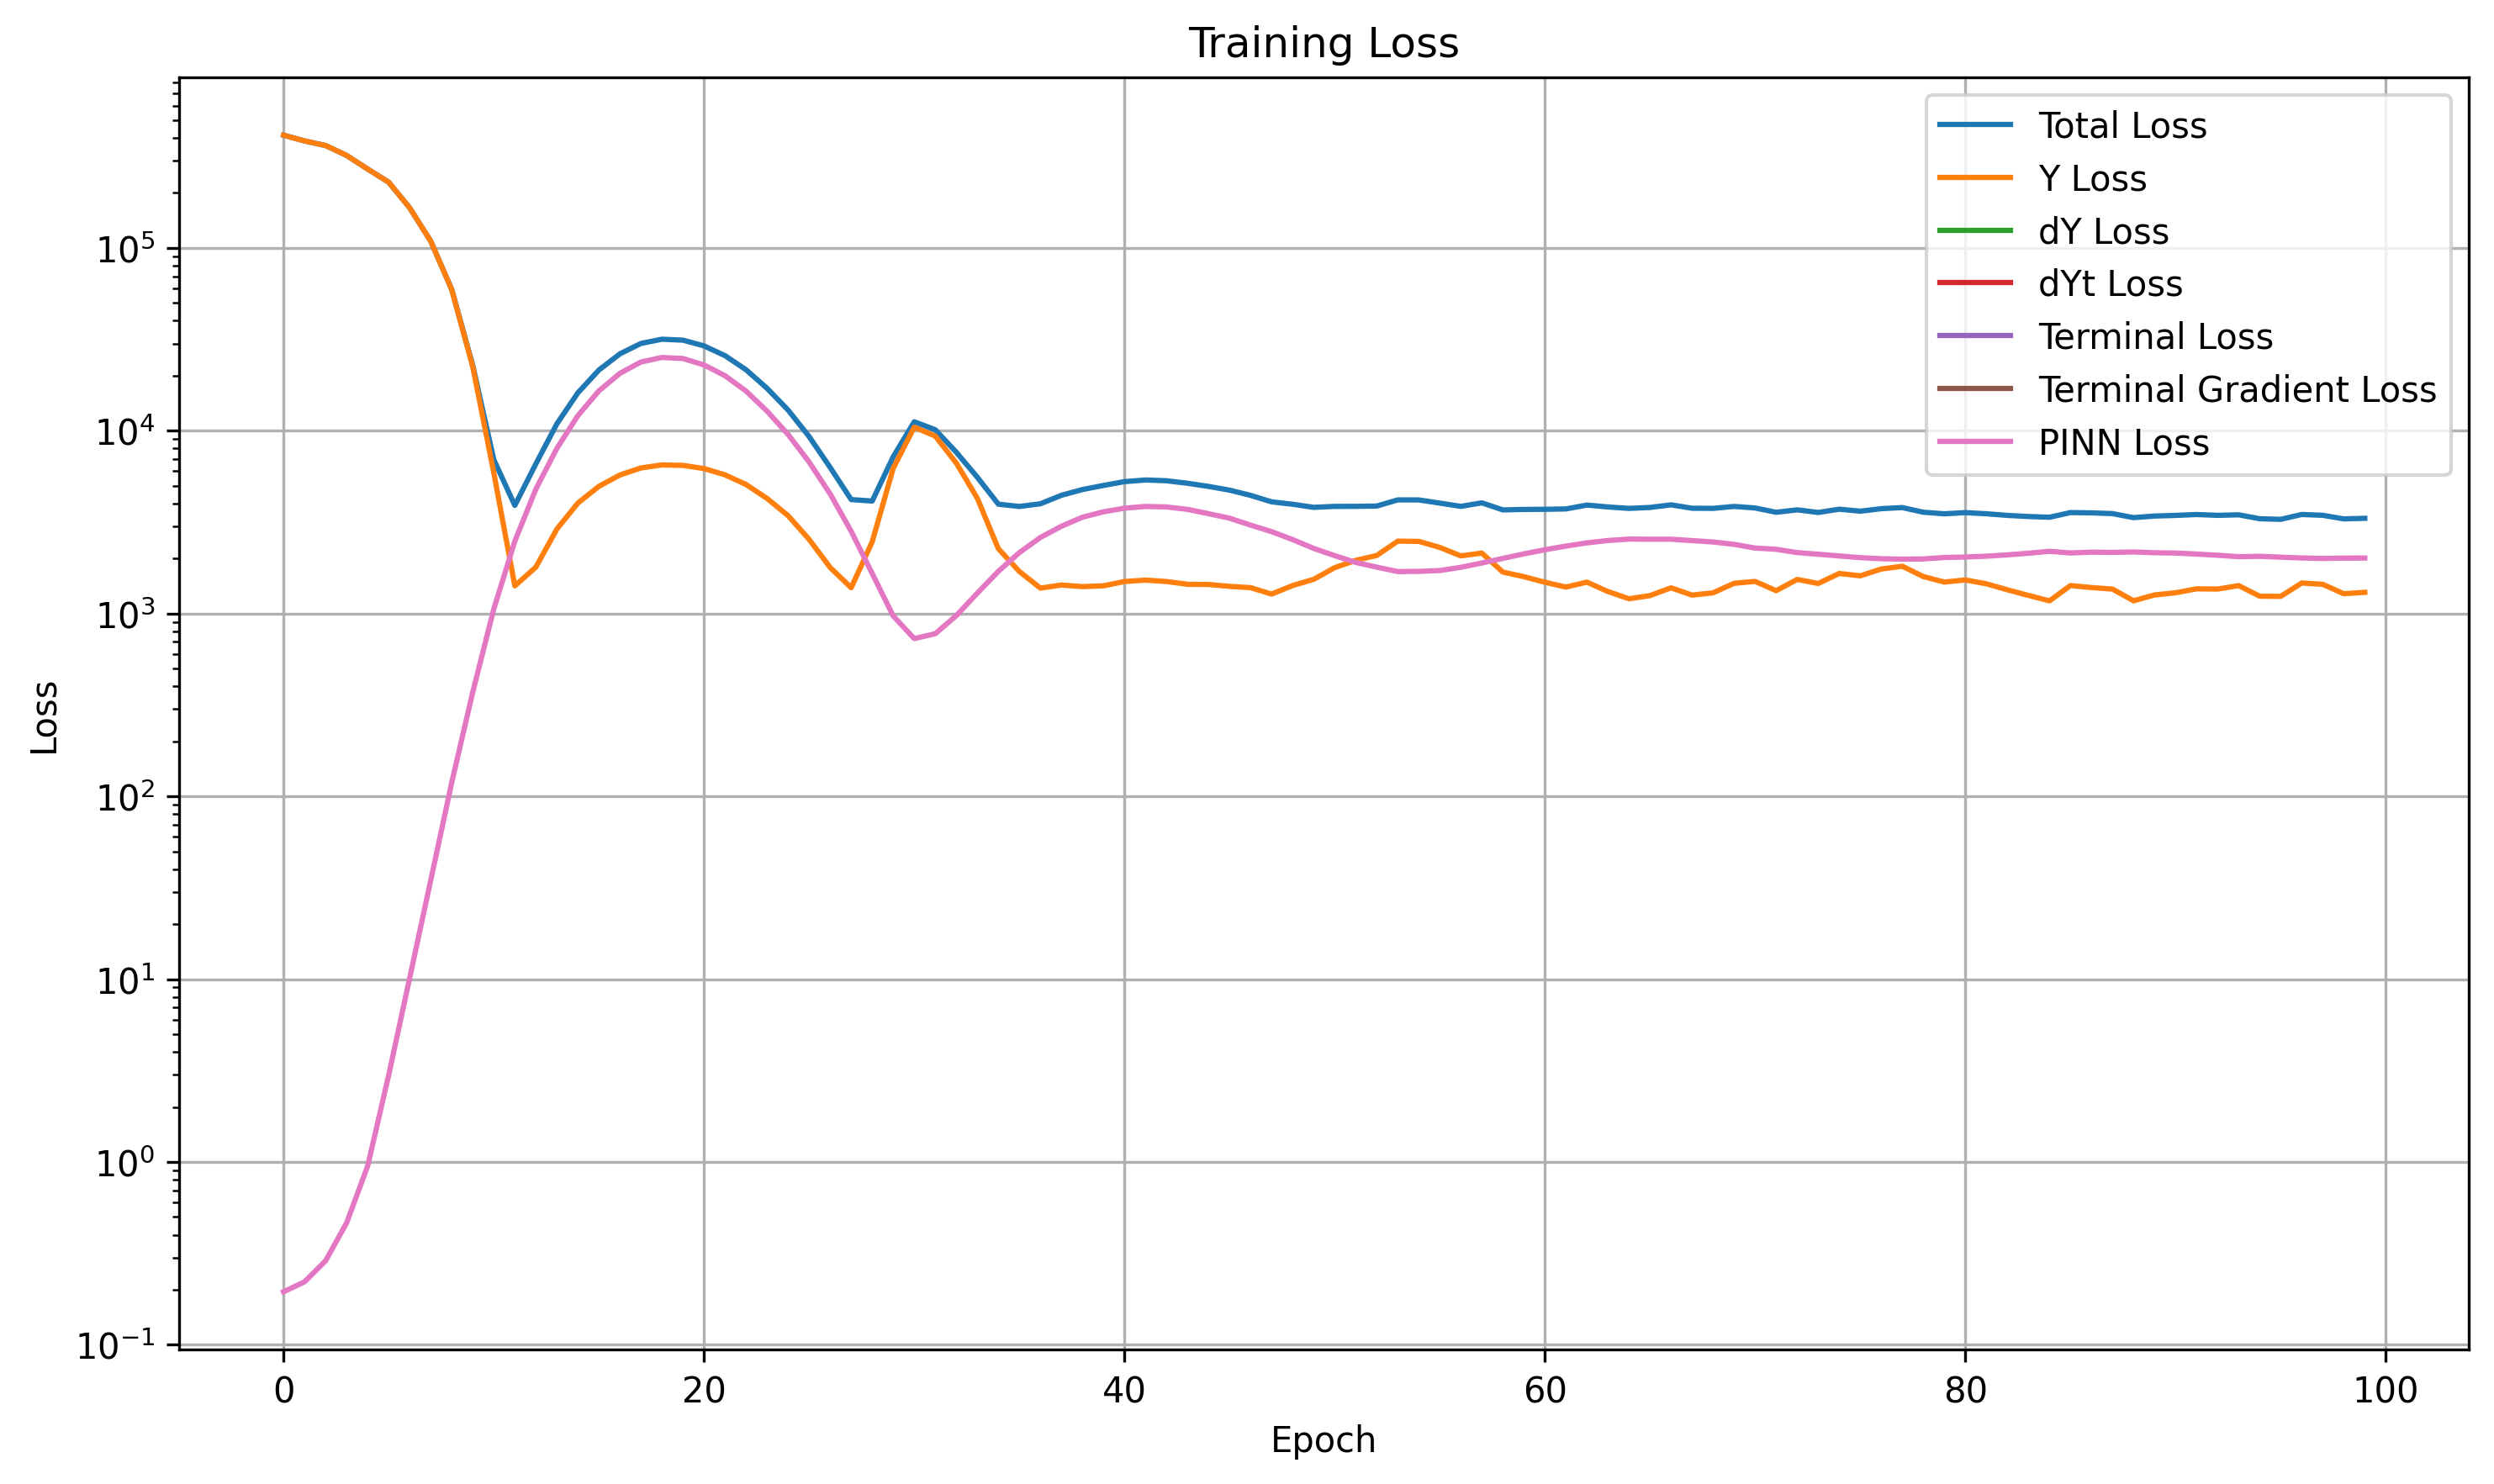 Training Loss
Total Loss
Y Loss
dY Loss
dYt Loss
Terminal Loss
Terminal Gradient Loss
PINN Loss
Loss
10⁵
10⁴
10³
10²
10¹
10⁰
10⁻¹
0 20 40 60 80 100
Epoch